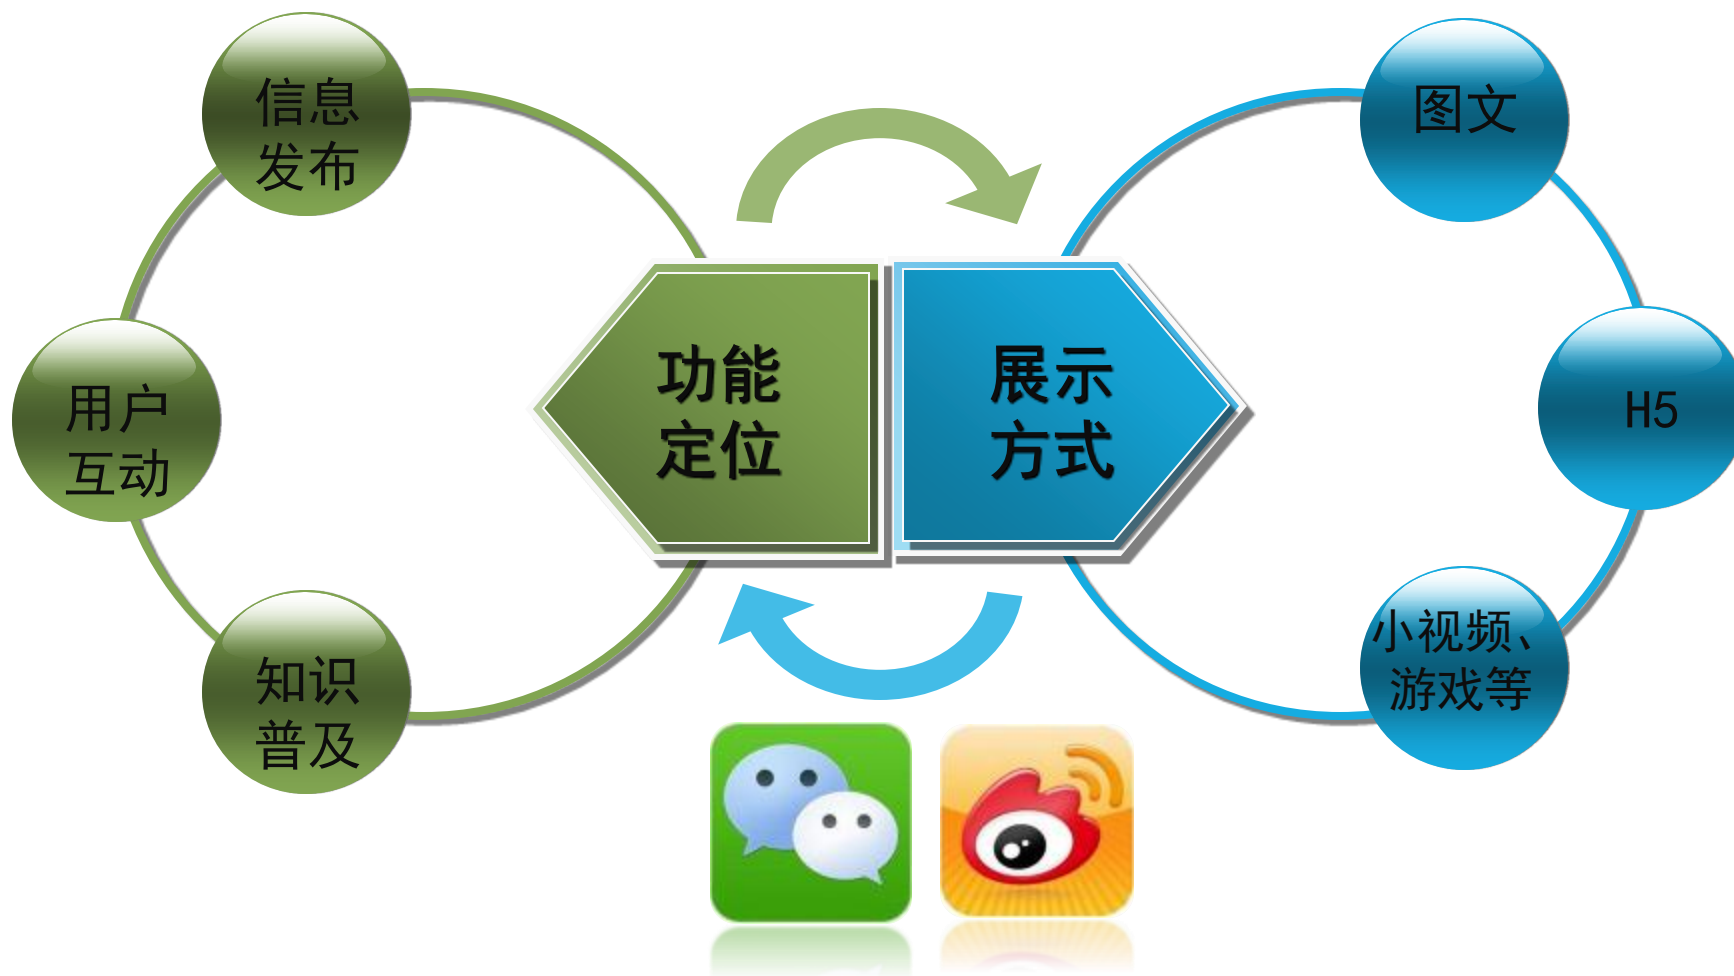 信息
发布
用户
互动
知识
普及
功能
定位
展示
方式
图文
H5
小视频、
游戏等